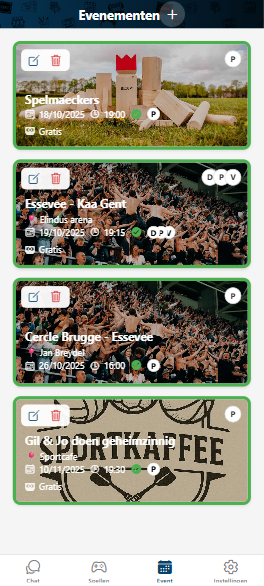 Evenementen +
P
Spelmaeckers
18/10/2025 19:00 P
Gratis
D P V
Essevee - Kaa Gent
Elindus arena
19/10/2025 19:15 D P V
Gratis
P
Cercle Brugge - Essevee
Jan Breydel
26/10/2025 16:00 P
P
Gil & Jo doen geheimzinnig
SPORTKAFFEE
Sportcafe
10/11/2025 19:30 P
Gratis
Chat Spellen Event Instellingen